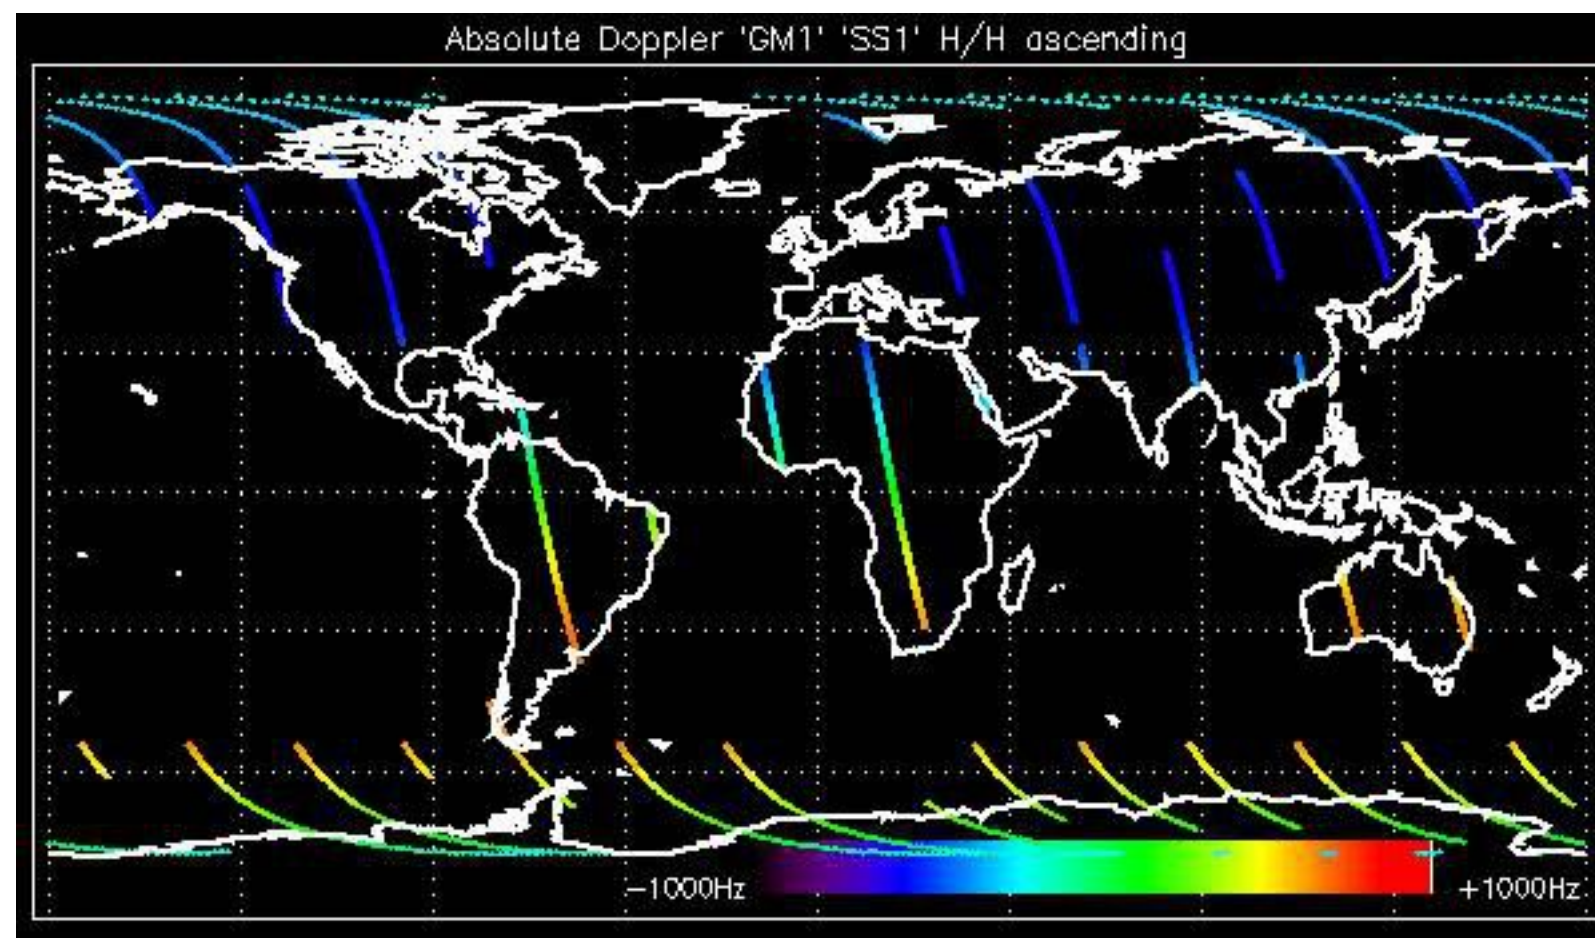 Absolute Doppler 'GM1' 'SS1' H/H ascending
−1000Hz
+1000Hz